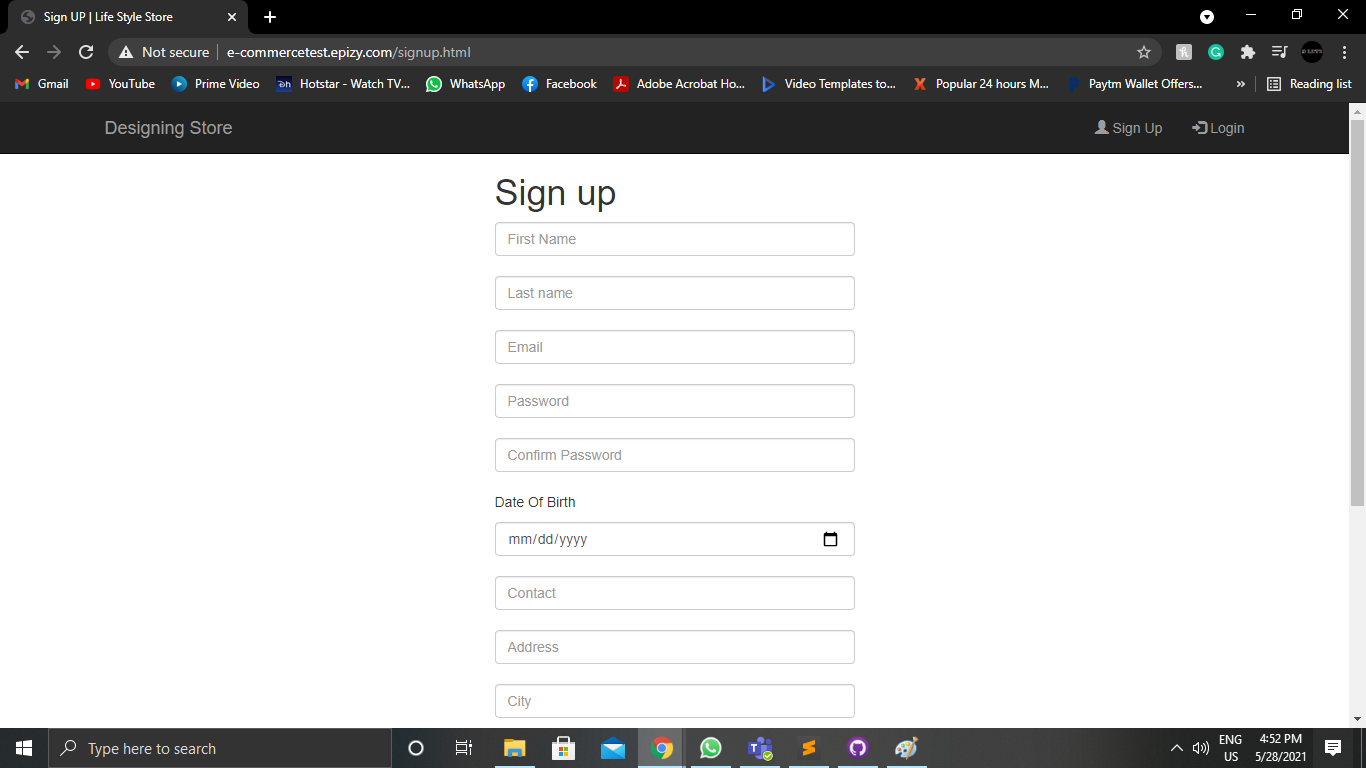 Sign UP | Life Style Store
Not secure e-commercetest.epizy.com/signup.html
Gmail YouTube Prime Video Hotstar - Watch TV... WhatsApp Facebook Adobe Acrobat Ho... Video Templates to... Popular 24 hours M... Paytm Wallet Offers... » Reading list
Designing Store Sign Up Login
Sign up
First Name
Last name
Email
Password
Confirm Password
Date Of Birth
mm/dd/yyyy
Contact
Address
City
Type here to search
ENG 4:52 PM
US 5/28/2021